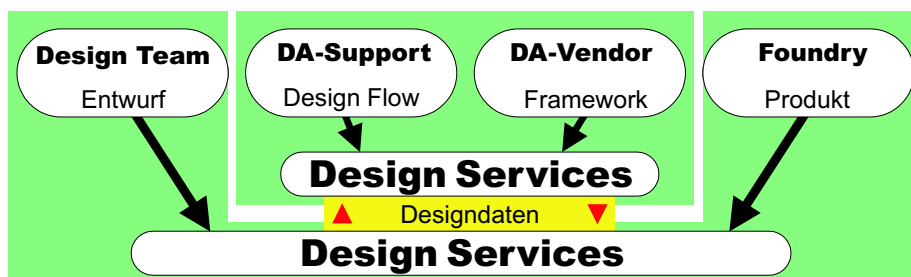 Design Team
Entwurf
DA-Support
Design Flow
DA-Vendor
Framework
Foundry
Produkt
Design Services
Designdaten
Design Services